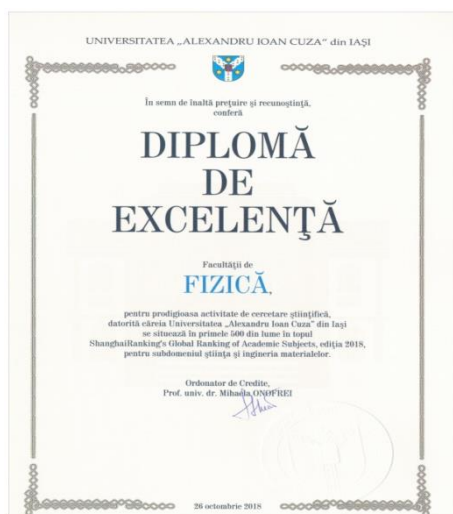 UNIVERSITATEA „ALEXANDRU IOAN CUZA“ din IAŞI
În semn de înaltă preţuire şi recunoştinţă,
conferă
DIPLOMĂ
DE
EXCELENŢĂ
Facultăţii de
FIZICĂ,
pentru prodigioasa activitate de cercetare ştiinţifică,
datorită căreia Universitatea „Alexandru Ioan Cuza“ din Iaşi
se situează în primele 500 din lume în topul
ShanghaiRanking's Global Ranking of Academic Subjects, ediţia 2018,
pentru subdomeniul ştiinţa şi ingineria materialelor.
Ordonator de Credite,
Prof. univ. dr. Mihaela ONOFREI
26 octombrie 2018